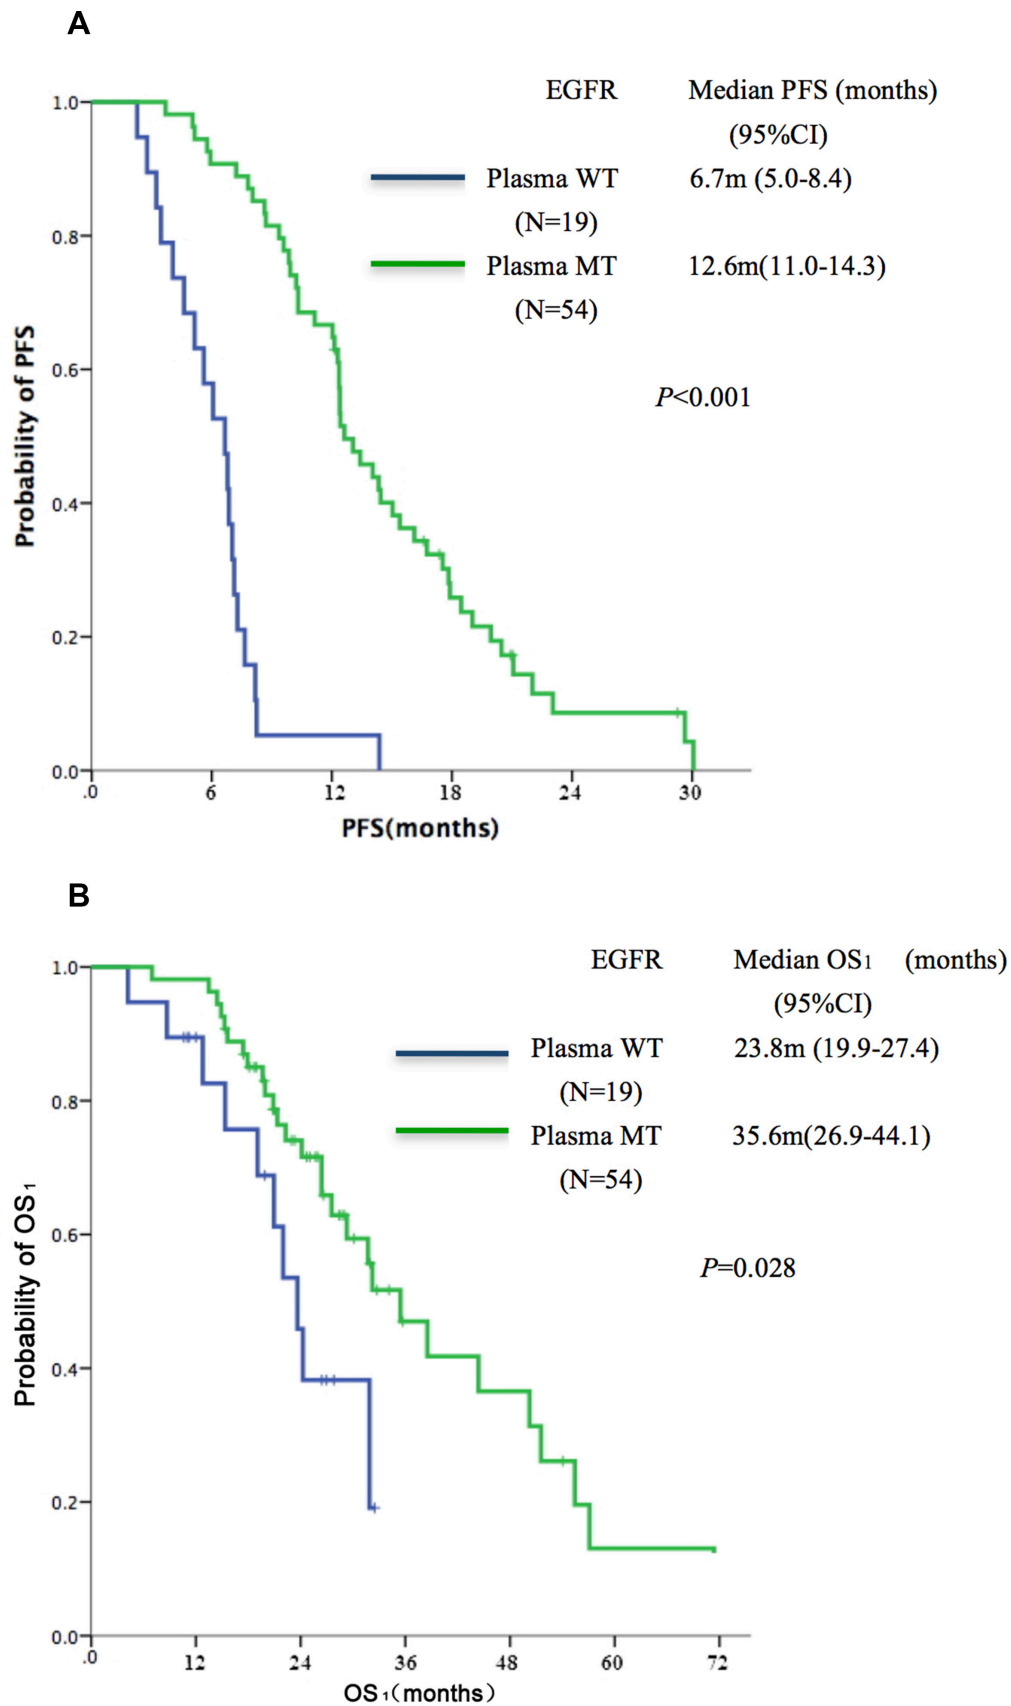 A
EGFR Median PFS (months)
(95%CI)
Plasma WT 6.7m (5.0-8.4)
(N=19)
Plasma MT 12.6m(11.0-14.3)
(N=54)
P<0.001
Probability of PFS
1.0
0.8
0.6
0.4
0.2
0.0
.0 6 12 18 24 30
PFS(months)
B
EGFR Median OS1 (months)
(95%CI)
Plasma WT 23.8m (19.9-27.4)
(N=19)
Plasma MT 35.6m(26.9-44.1)
(N=54)
P=0.028
Probability of OS1
1.0
0.8
0.6
0.4
0.2
0.0
.0 12 24 36 48 60 72
OS1(months)